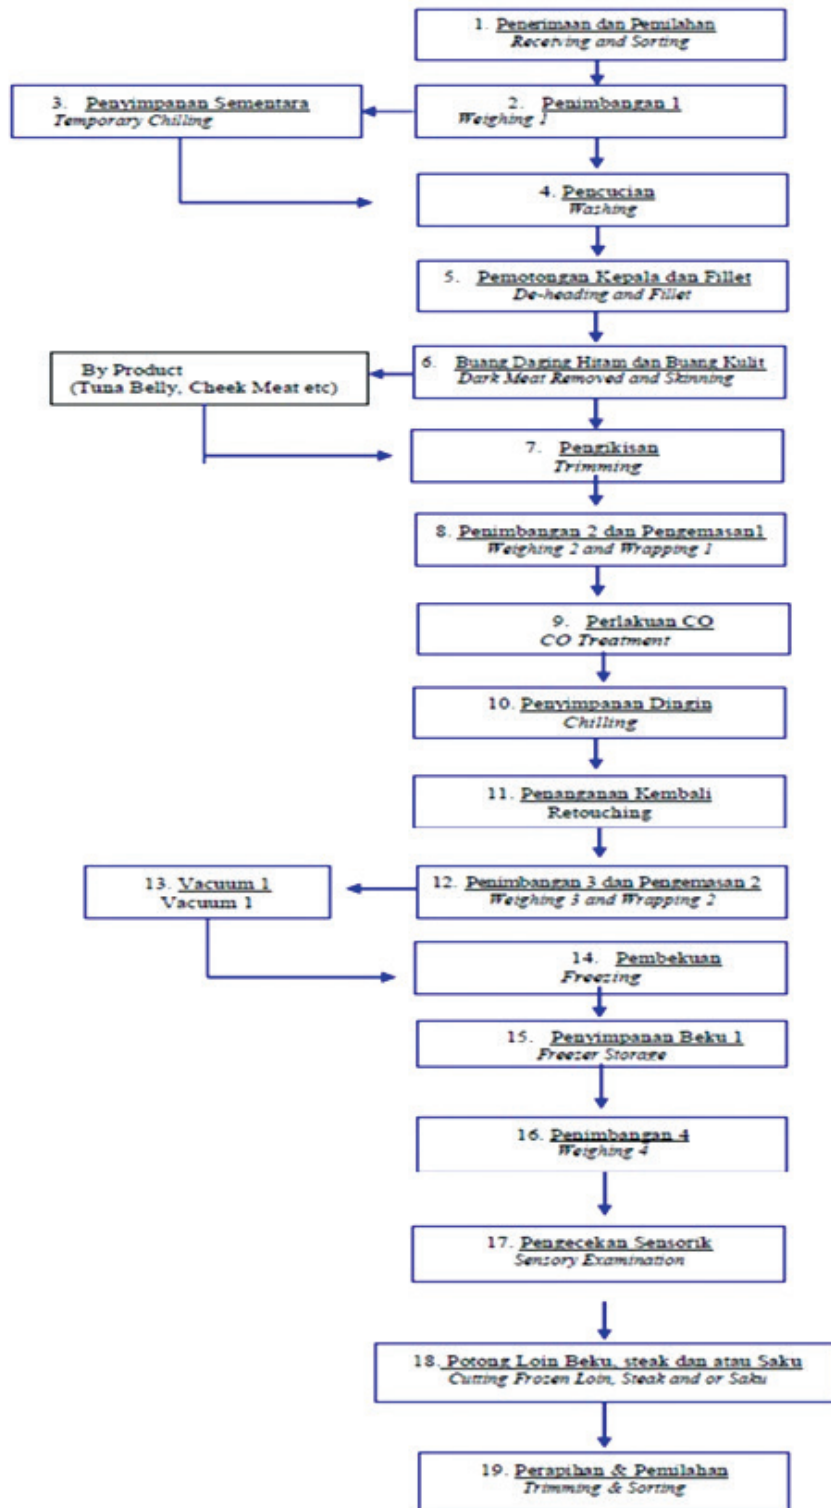 1. Penerimaan dan Pemilahan
Receiving and Sorting
2. Penimbangan 1
Weighing 1
3. Penyimpanan Sementara
Temporary Chilling
4. Pencucian
Washing
5. Pemotongan Kepala dan Fillet
De-heading and Fillet
6. Buang Daging Hitam dan Buang Kulit
Dark Meat Removed and Skinning
By Product
(Tuna Belly, Cheek Meat etc)
7. Pengikisan
Trimming
8. Penimbangan 2 dan Pengemasan1
Weighing 2 and Wrapping 1
9. Perlakuan CO
CO Treatment
10. Penyimpanan Dingin
Chilling
11. Penanganan Kembali
Retouching
12. Penimbangan 3 dan Pengemasan 2
Weighing 3 and Wrapping 2
13. Vacuum 1
Vacuum 1
14. Pembekuan
Freezing
15. Penyimpanan Beku 1
Freezer Storage
16. Penimbangan 4
Weighing 4
17. Pengecekan Sensorik
Sensory Examination
18. Potong Loin Beku, steak dan atau Saku
Cutting Frozen Loin, Steak and or Saku
19. Perapihan & Pemilahan
Trimming & Sorting